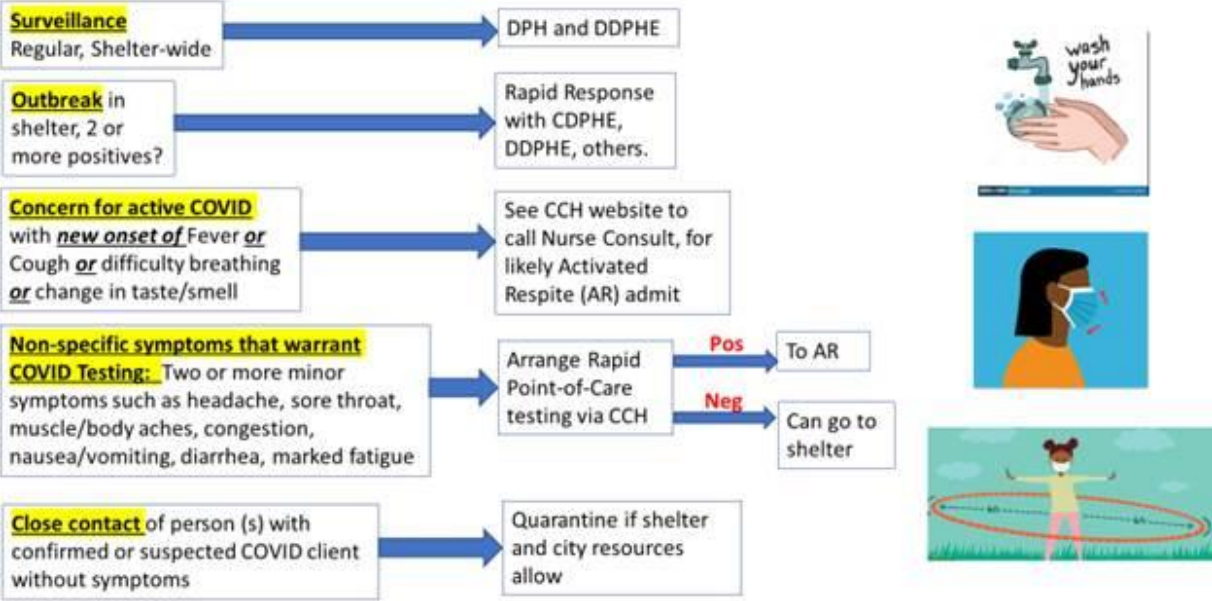 Surveillance
Regular, Shelter-wide
DPH and DDPHE
Outbreak in
shelter, 2 or
more positives?
Rapid Response
with CDPHE,
DDPHE, others.
Concern for active COVID
with new onset of Fever or
Cough or difficulty breathing
or change in taste/smell
See CCH website to
call Nurse Consult, for
likely Activated
Respite (AR) admit
Non-specific symptoms that warrant
COVID Testing: Two or more minor
symptoms such as headache, sore throat,
muscle/body aches, congestion,
nausea/vomiting, diarrhea, marked fatigue
Arrange Rapid
Point-of-Care
testing via CCH
Pos
To AR
Neg
Can go to
shelter
Close contact of person (s) with
confirmed or suspected COVID client
without symptoms
Quarantine if shelter
and city resources
allow
wash
your
hands